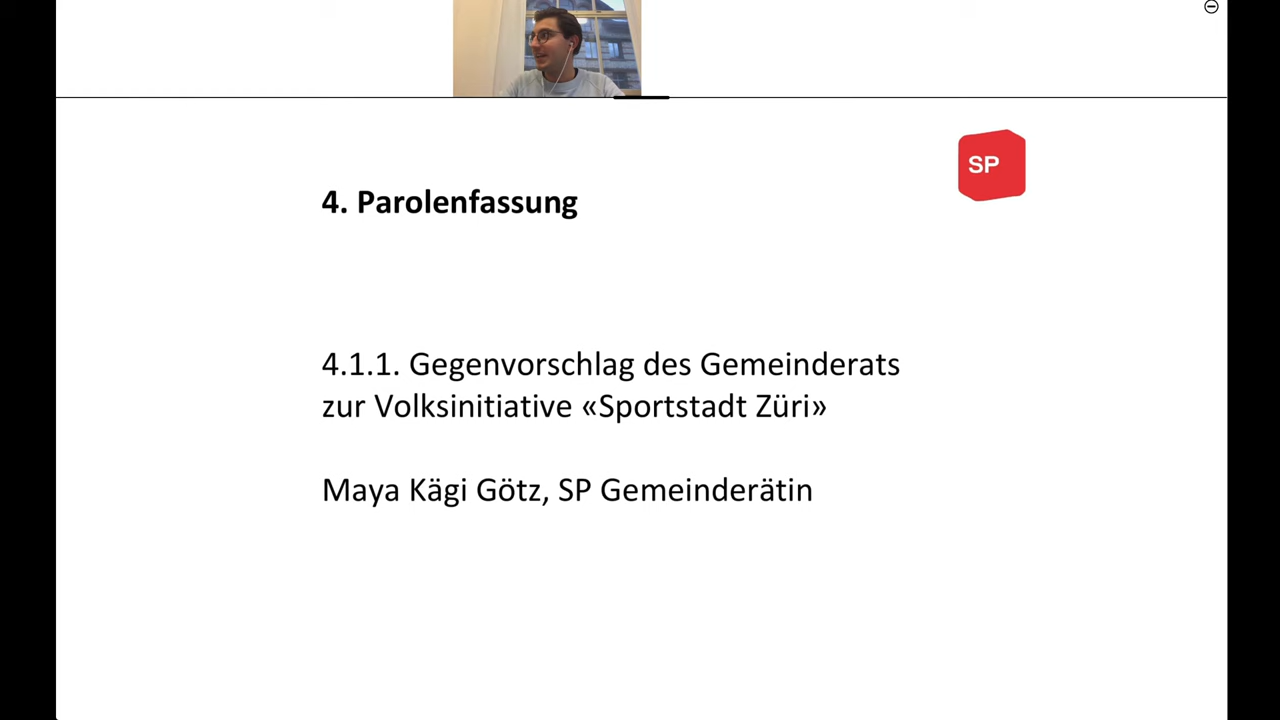 SP
4. Parolenfassung
4.1.1. Gegenvorschlag des Gemeinderats
zur Volksinitiative «Sportstadt Züri»
Maya Kägi Götz, SP Gemeinderätin